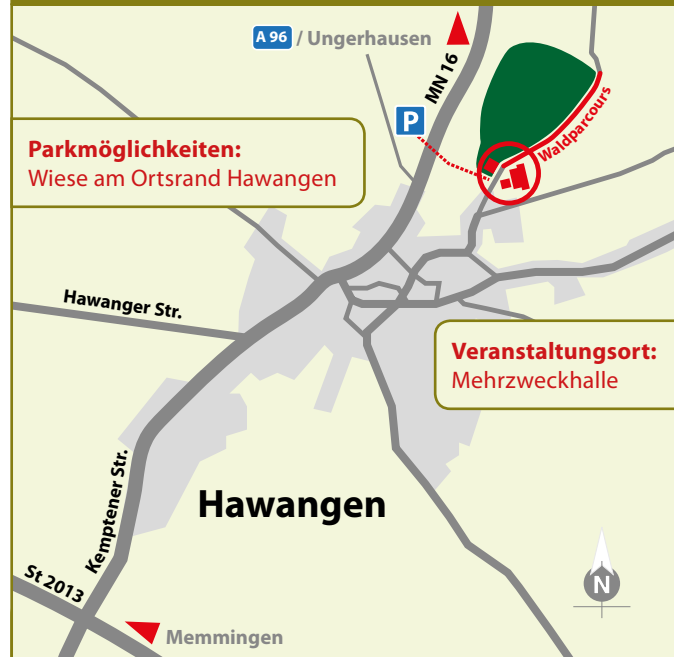 A 96 / Ungerhausen
MN 16
P
Waldparcours
Parkmöglichkeiten:
Wiese am Ortsrand Hawangen
Hawanger Str.
Veranstaltungsort:
Mehrzweckhalle
Kemptener Str.
Hawangen
St 2013
N
Memmingen